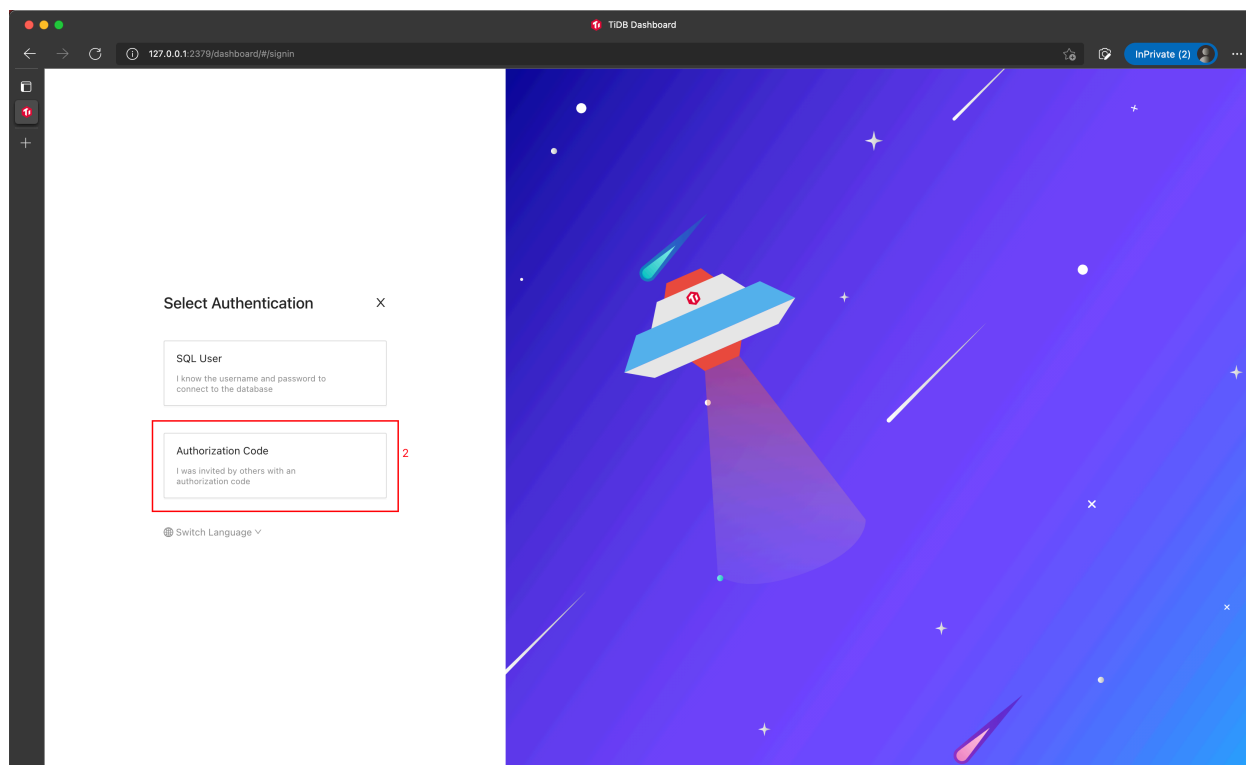 TiDB Dashboard
127.0.0.1:2379/dashboard/#/signin
InPrivate (2)
Select Authentication
X
SQL User
I know the username and password to
connect to the database
Authorization Code
2
I was invited by others with an
authorization code
Switch Language